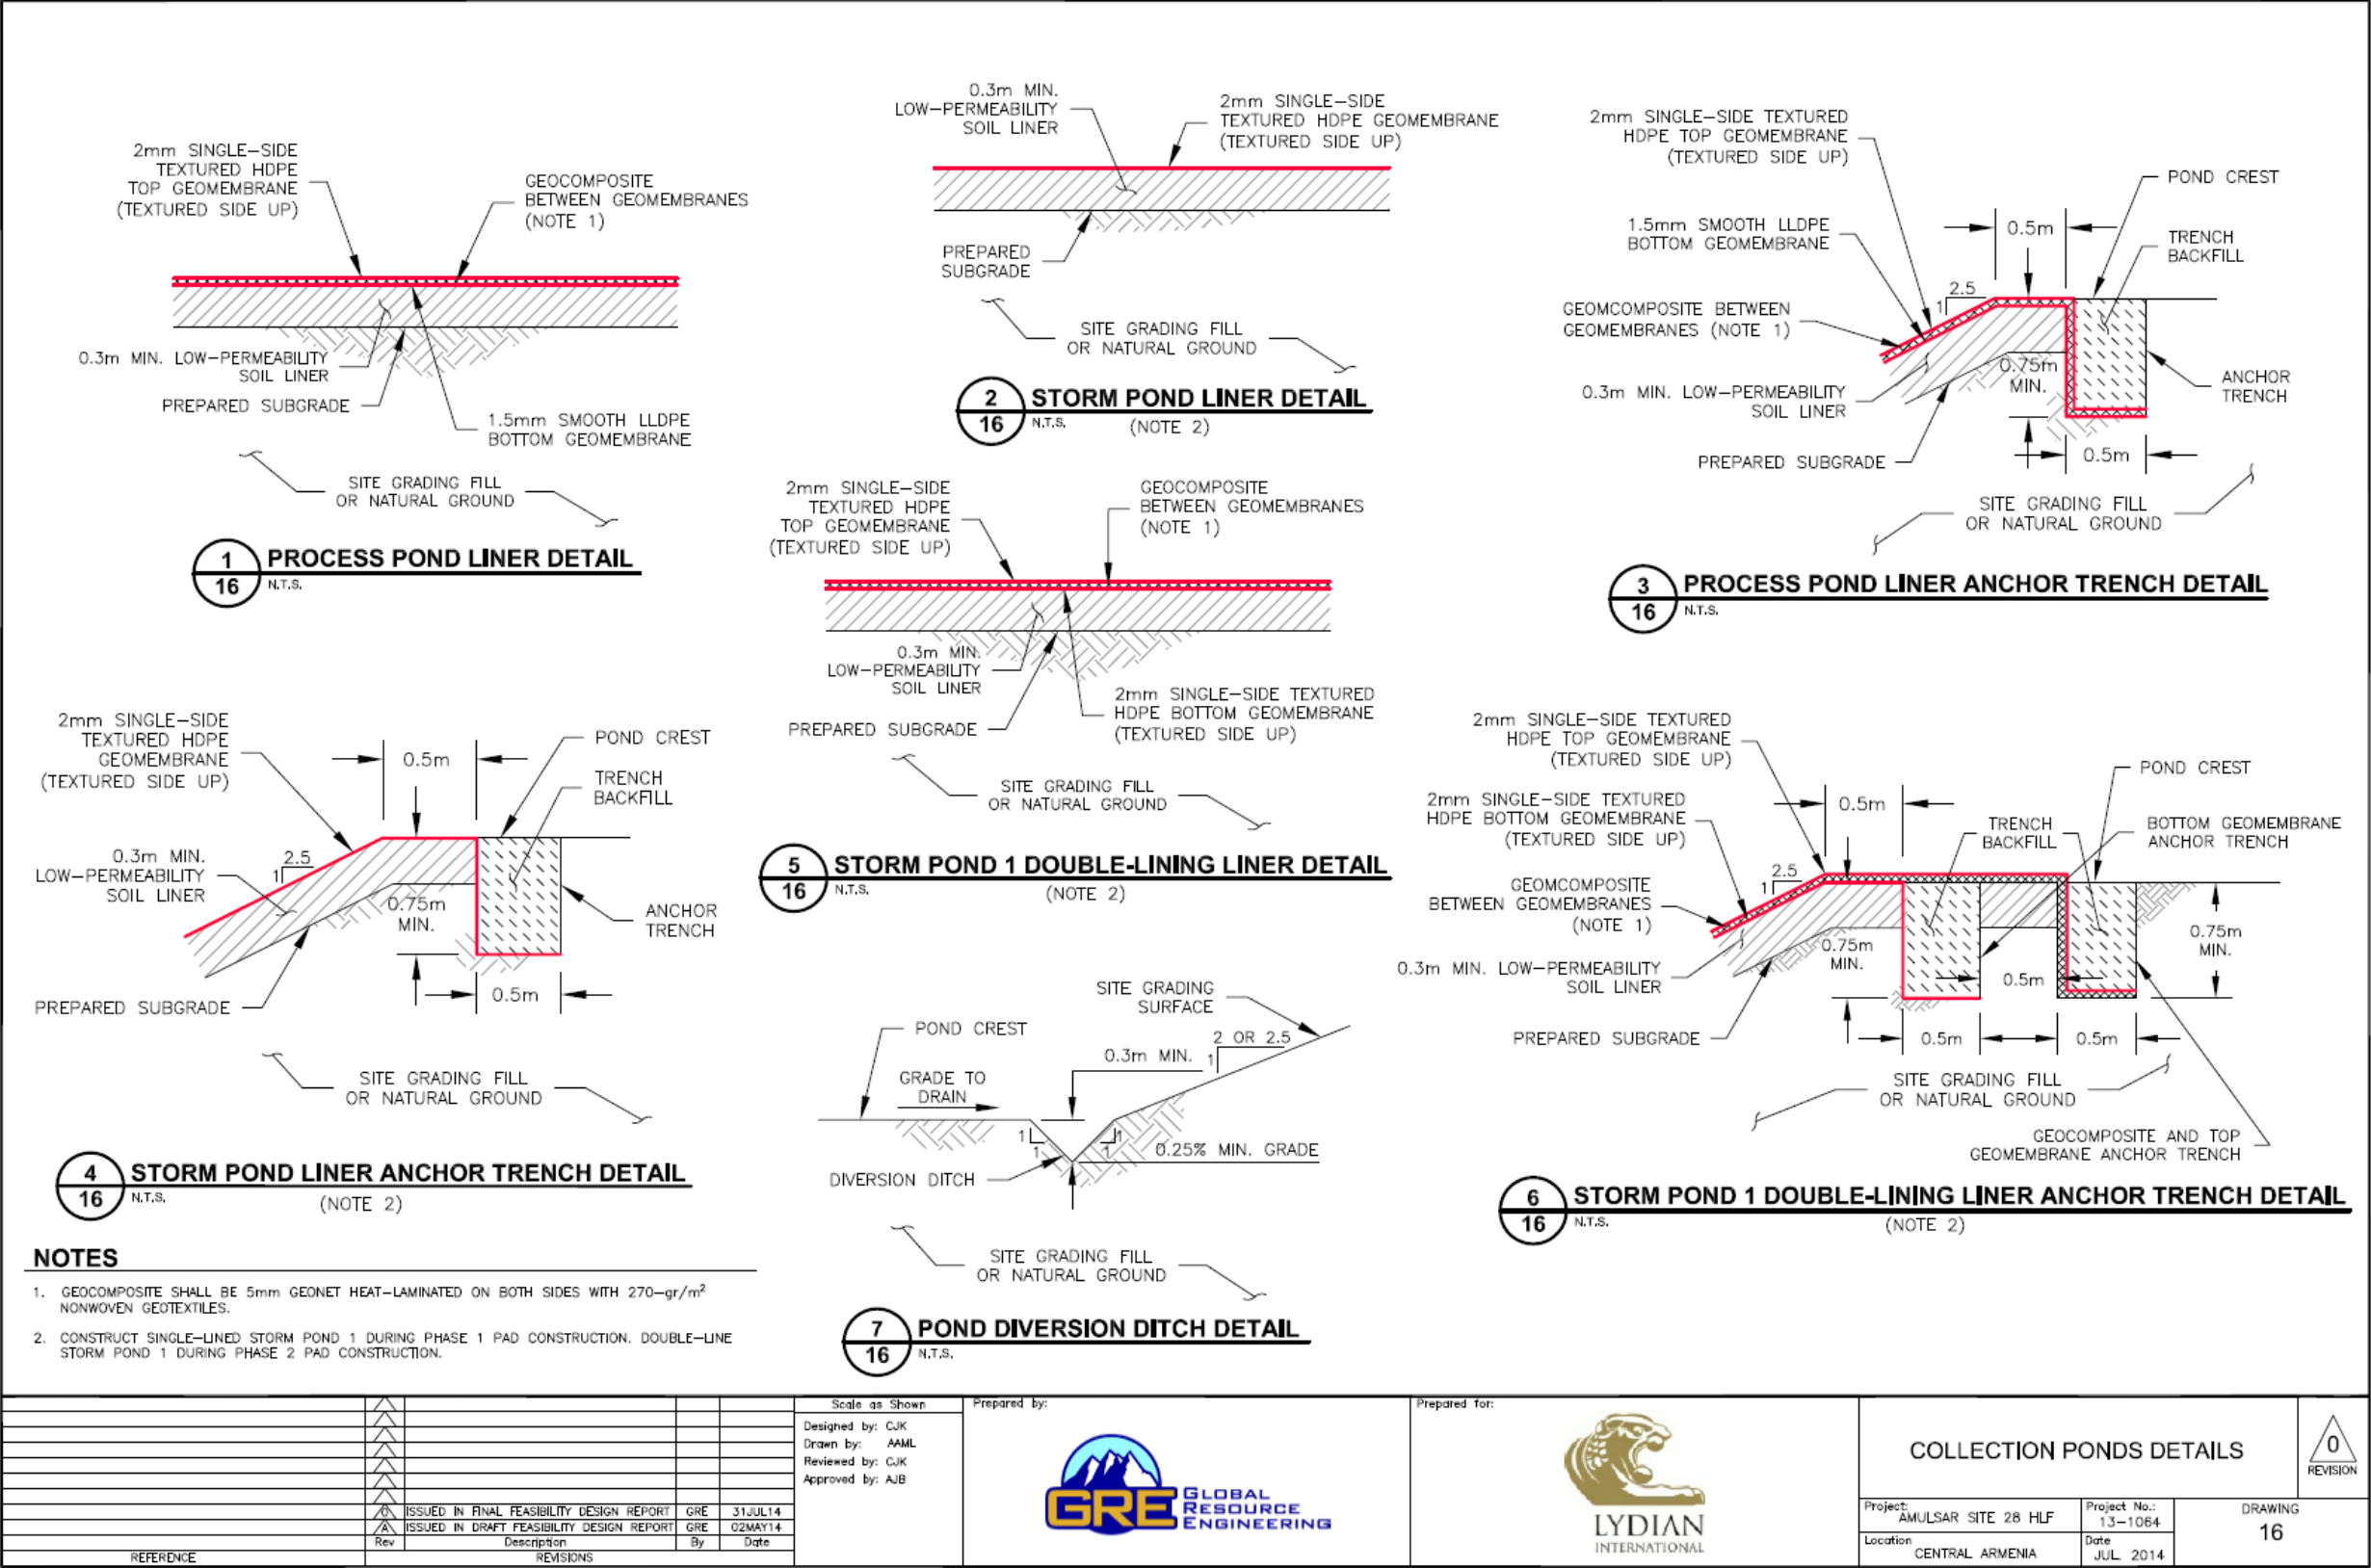 2mm SINGLE-SIDE
TEXTURED HDPE
TOP GEOMEMBRANE
(TEXTURED SIDE UP)
GEOCOMPOSITE
BETWEEN GEOMEMBRANES
(NOTE 1)
0.3m MIN. LOW-PERMEABILITY
SOIL LINER
PREPARED SUBGRADE
1.5mm SMOOTH LLDPE
BOTTOM GEOMEMBRANE
SITE GRADING FILL
OR NATURAL GROUND
1
16
PROCESS POND LINER DETAIL
N.T.S.
0.3m MIN.
LOW-PERMEABILITY
SOIL LINER
2mm SINGLE-SIDE
TEXTURED HDPE GEOMEMBRANE
(TEXTURED SIDE UP)
PREPARED
SUBGRADE
SITE GRADING FILL
OR NATURAL GROUND
2
16
STORM POND LINER DETAIL
N.T.S.
(NOTE 2)
2mm SINGLE-SIDE TEXTURED
HDPE TOP GEOMEMBRANE
(TEXTURED SIDE UP)
1.5mm SMOOTH LLDPE
BOTTOM GEOMEMBRANE
GEOMCOMPOSITE BETWEEN
GEOMEMBRANES (NOTE 1)
0.3m MIN. LOW-PERMEABILITY
SOIL LINER
PREPARED SUBGRADE
0.5m
2.5
1
POND CREST
TRENCH
BACKFILL
0.75m
MIN.
ANCHOR
TRENCH
0.5m
SITE GRADING FILL
OR NATURAL GROUND
3
16
PROCESS POND LINER ANCHOR TRENCH DETAIL
N.T.S.
2mm SINGLE-SIDE
TEXTURED HDPE
GEOMEMBRANE
(TEXTURED SIDE UP)
0.5m
POND CREST
TRENCH
BACKFILL
0.3m MIN.
LOW-PERMEABILITY
SOIL LINER
2.5
1
0.75m
MIN.
ANCHOR
TRENCH
0.5m
PREPARED SUBGRADE
SITE GRADING FILL
OR NATURAL GROUND
4
16
STORM POND LINER ANCHOR TRENCH DETAIL
N.T.S.
(NOTE 2)
2mm SINGLE-SIDE
TEXTURED HDPE
TOP GEOMEMBRANE
(TEXTURED SIDE UP)
GEOCOMPOSITE
BETWEEN GEOMEMBRANES
(NOTE 1)
0.3m MIN.
LOW-PERMEABILITY
SOIL LINER
PREPARED SUBGRADE
2mm SINGLE-SIDE TEXTURED
HDPE BOTTOM GEOMEMBRANE
(TEXTURED SIDE UP)
SITE GRADING FILL
OR NATURAL GROUND
5
16
STORM POND 1 DOUBLE-LINING LINER DETAIL
N.T.S.
(NOTE 2)
2mm SINGLE-SIDE TEXTURED
HDPE TOP GEOMEMBRANE
(TEXTURED SIDE UP)
2mm SINGLE-SIDE TEXTURED
HDPE BOTTOM GEOMEMBRANE
(TEXTURED SIDE UP)
GEOMCOMPOSITE
BETWEEN GEOMEMBRANES
(NOTE 1)
0.3m MIN. LOW-PERMEABILITY
SOIL LINER
PREPARED SUBGRADE
0.5m
2.5
1
TRENCH
BACKFILL
POND CREST
BOTTOM GEOMEMBRANE
ANCHOR TRENCH
0.75m
MIN.
0.5m
0.75m
MIN.
0.5m
0.5m
SITE GRADING FILL
OR NATURAL GROUND
GEOCOMPOSITE AND TOP
GEOMEMBRANE ANCHOR TRENCH
6
16
STORM POND 1 DOUBLE-LINING LINER ANCHOR TRENCH DETAIL
N.T.S.
(NOTE 2)
SITE GRADING
SURFACE
POND CREST
2 OR 2.5
1
0.3m MIN.
GRADE TO
DRAIN
1
1
1
1
0.25% MIN. GRADE
DIVERSION DITCH
SITE GRADING FILL
OR NATURAL GROUND
7
16
POND DIVERSION DITCH DETAIL
N.T.S.
NOTES
1. GEOCOMPOSITE SHALL BE 5mm GEONET HEAT-LAMINATED ON BOTH SIDES WITH 270-gr/m²
NONWOVEN GEOTEXTILES.
2. CONSTRUCT SINGLE-LINED STORM POND 1 DURING PHASE 1 PAD CONSTRUCTION. DOUBLE-LINE
STORM POND 1 DURING PHASE 2 PAD CONSTRUCTION.
0 ISSUED IN FINAL FEASIBILITY DESIGN REPORT GRE 31JUL14
A ISSUED IN DRAFT FEASIBILITY DESIGN REPORT GRE 02MAY14
Rev Description By Date
REFERENCE
REVISIONS
Scale as Shown
Designed by: CJK
Drawn by: AAML
Reviewed by: CJK
Approved by: AJB
Prepared by:
GRE
GLOBAL
RESOURCE
ENGINEERING
Prepared for:
LYDIAN
INTERNATIONAL
COLLECTION PONDS DETAILS
0
REVISION
Project:
AMULSAR SITE 28 HLF
Project No.:
13-1064
Location
CENTRAL ARMENIA
Date
JUL. 2014
DRAWING
16